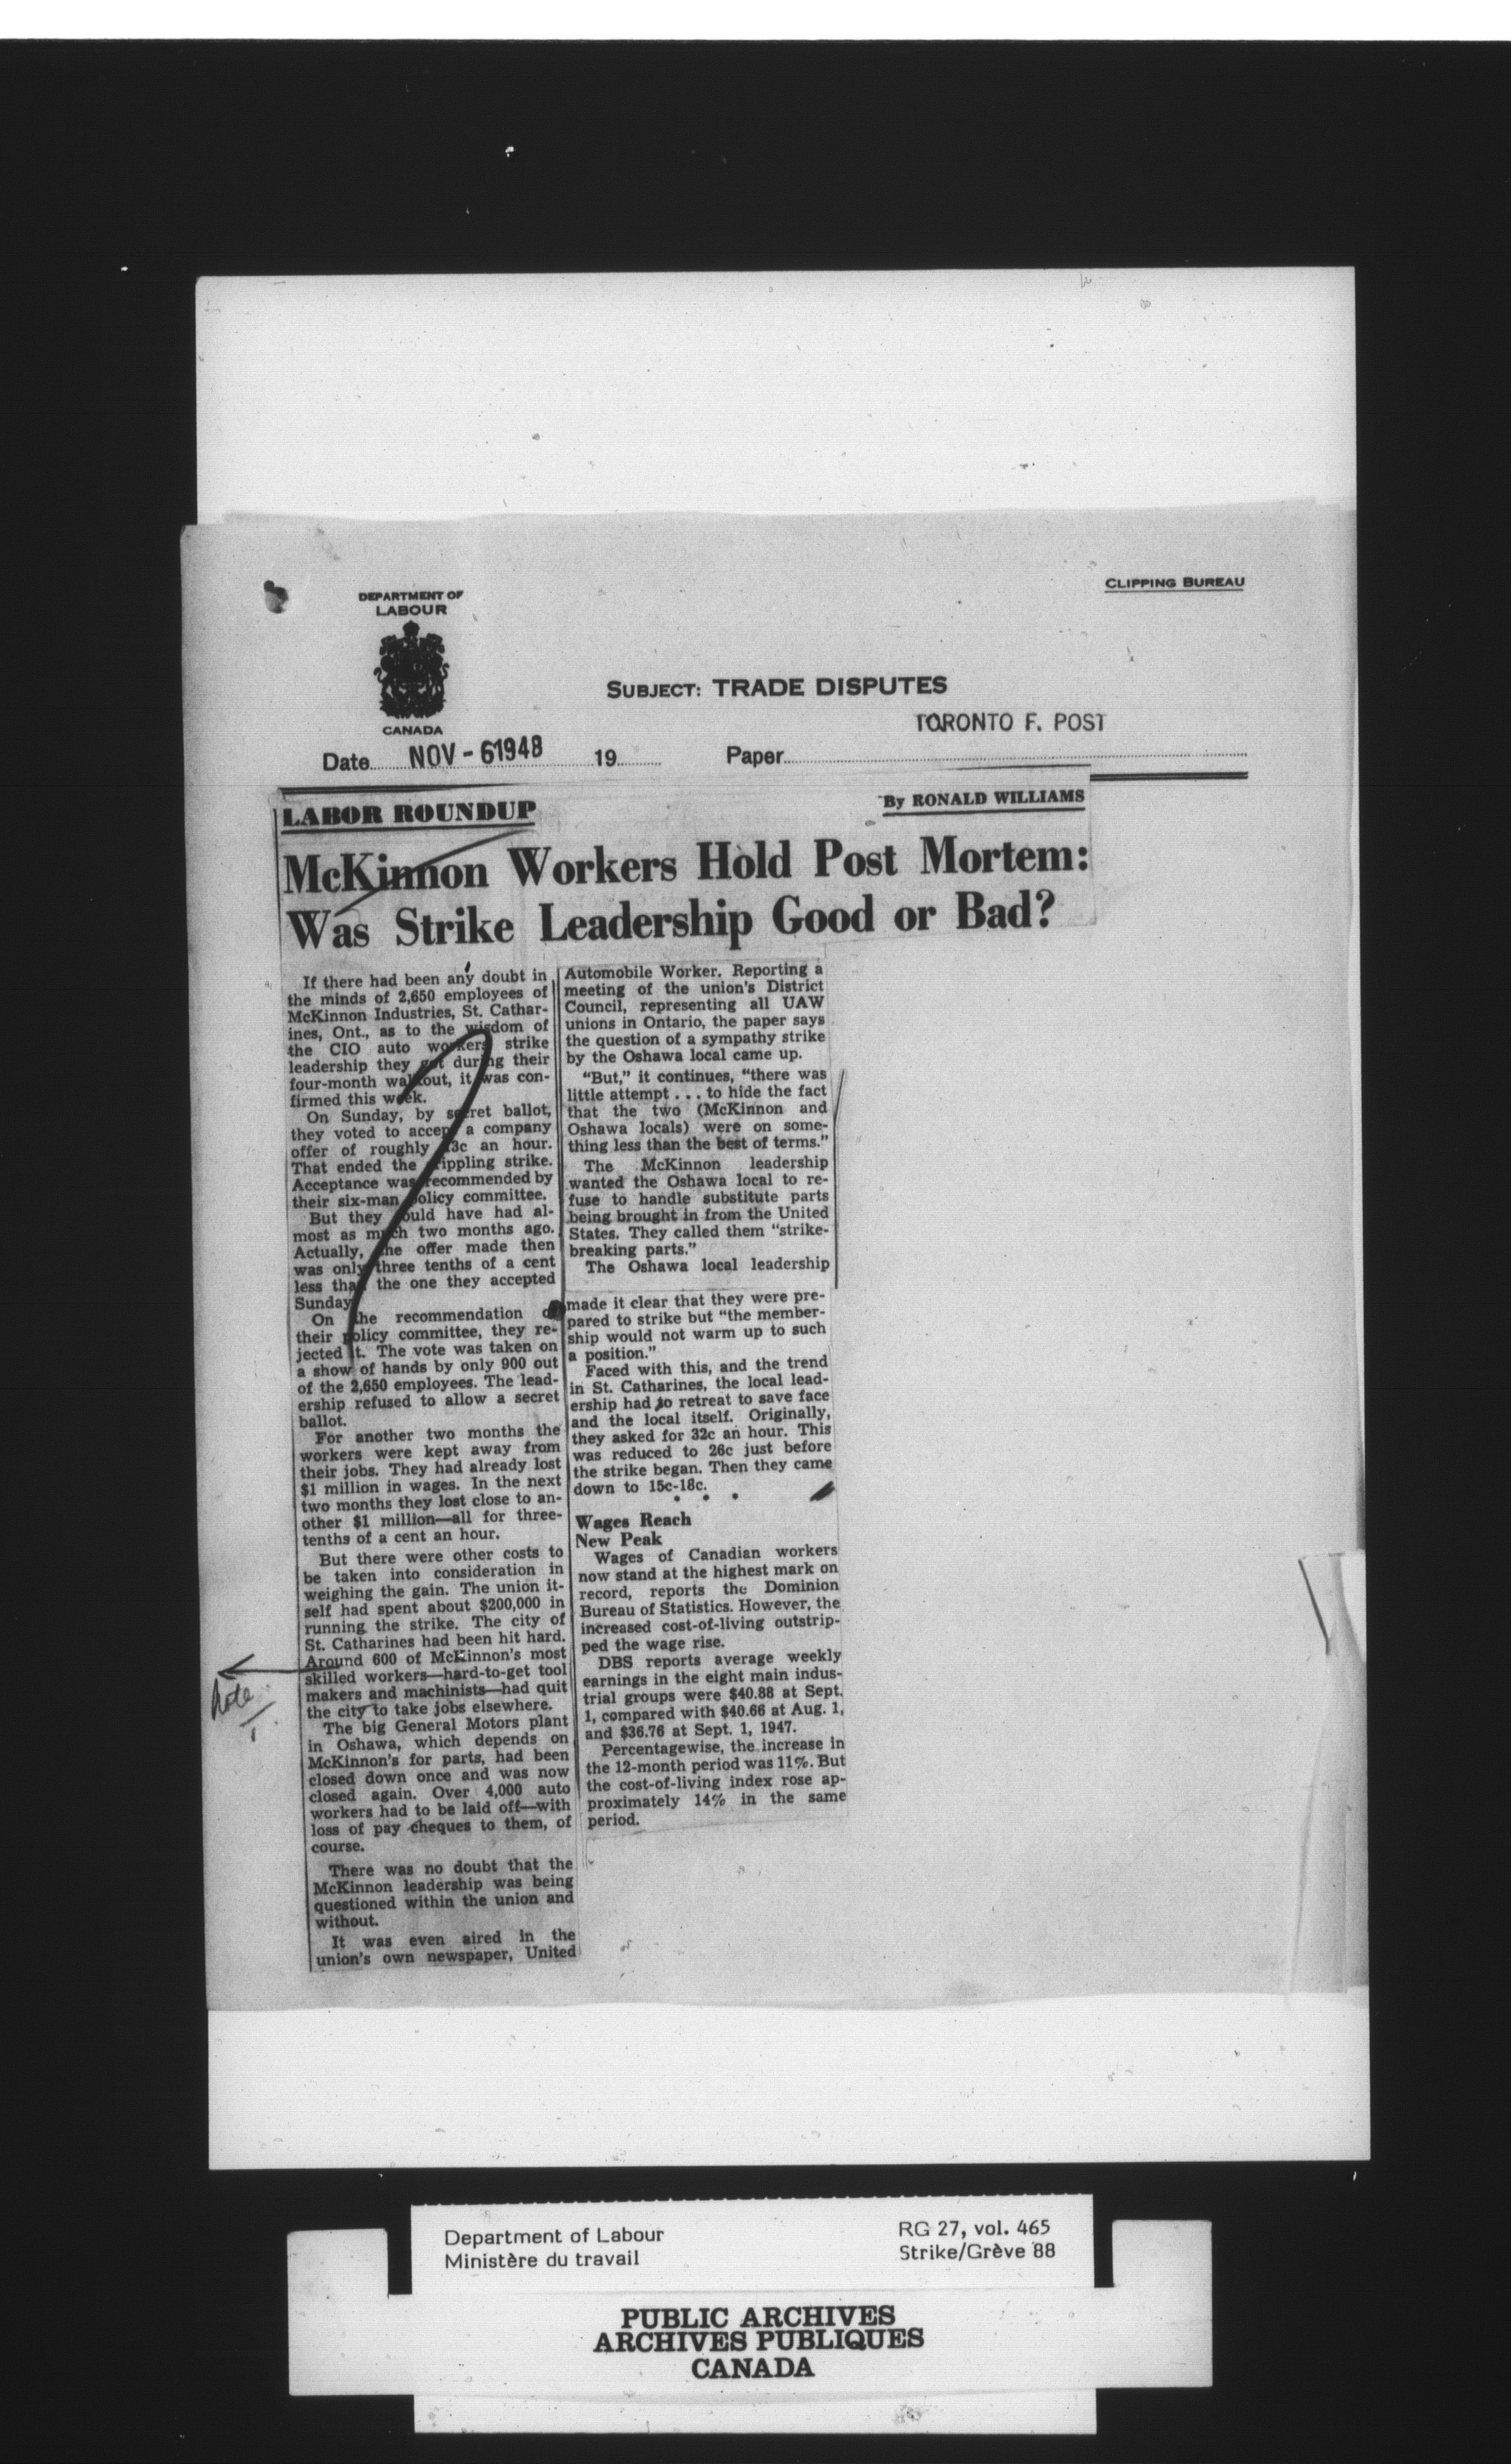 CLIPPING BUREAU
DEPARTMENT OF
LABOUR
CANADA
SUBJECT: TRADE DISPUTES
TORONTO F. POST
Date NOV - 6 1948 19 Paper
LABOR ROUNDUP
By RONALD WILLIAMS
McKinnon Workers Hold Post Mortem:
Was Strike Leadership Good or Bad?
If there had been any doubt in
the minds of 2,650 employees of
McKinnon Industries, St. Cathar-
ines, Ont., as to the wisdom of
the CIO auto workers strike
leadership they got during their
four-month walkout, it was con-
firmed this week.
On Sunday, by secret ballot,
they voted to accept a company
offer of roughly 13c an hour.
That ended the crippling strike.
Acceptance was recommended by
their six-man policy committee.
But they could have had al-
most as much two months ago.
Actually, the offer made then
was only three tenths of a cent
less than the one they accepted
Sunday.
On the recommendation of
their policy committee, they re-
jected it. The vote was taken on
a show of hands by only 900 out
of the 2,650 employees. The lead-
ership refused to allow a secret
ballot.
For another two months the
workers were kept away from
their jobs. They had already lost
$1 million in wages. In the next
two months they lost close to an-
other $1 million—all for three-
tenths of a cent an hour.
But there were other costs to
be taken into consideration in
weighing the gain. The union it-
self had spent about $200,000 in
running the strike. The city of
St. Catharines had been hit hard.
Around 600 of McKinnon's most
skilled workers—hard-to-get tool
makers and machinists—had quit
the city to take jobs elsewhere.
Note
The big General Motors plant
in Oshawa, which depends on
McKinnon's for parts, had been
closed down once and was now
closed again. Over 4,000 auto
workers had to be laid off—with
loss of pay cheques to them, of
course.
There was no doubt that the
McKinnon leadership was being
questioned within the union and
without.
It was even aired in the
union's own newspaper, United
Automobile Worker. Reporting a
meeting of the union's District
Council, representing all UAW
unions in Ontario, the paper says
the question of a sympathy strike
by the Oshawa local came up.
"But," it continues, "there was
little attempt . . . to hide the fact
that the two (McKinnon and
Oshawa locals) were on some-
thing less than the best of terms."
The McKinnon leadership
wanted the Oshawa local to re-
fuse to handle substitute parts
being brought in from the United
States. They called them "strike-
breaking parts."
The Oshawa local leadership
made it clear that they were pre-
pared to strike but "the member-
ship would not warm up to such
a position."
Faced with this, and the trend
in St. Catharines, the local lead-
ership had to retreat to save face
and the local itself. Originally,
they asked for 32c an hour. This
was reduced to 26c just before
the strike began. Then they came
down to 15c-18c.
* * *
Wages Reach
New Peak
Wages of Canadian workers
now stand at the highest mark on
record, reports the Dominion
Bureau of Statistics. However, the
increased cost-of-living outstrip-
ped the wage rise.
DBS reports average weekly
earnings in the eight main indus-
trial groups were $40.88 at Sept.
1, compared with $40.66 at Aug. 1,
and $36.76 at Sept. 1, 1947.
Percentagewise, the increase in
the 12-month period was 11%. But
the cost-of-living index rose ap-
proximately 14% in the same
period.
Department of Labour
Ministère du travail
RG 27, vol. 465
Strike/Grève 88
PUBLIC ARCHIVES
ARCHIVES PUBLIQUES
CANADA